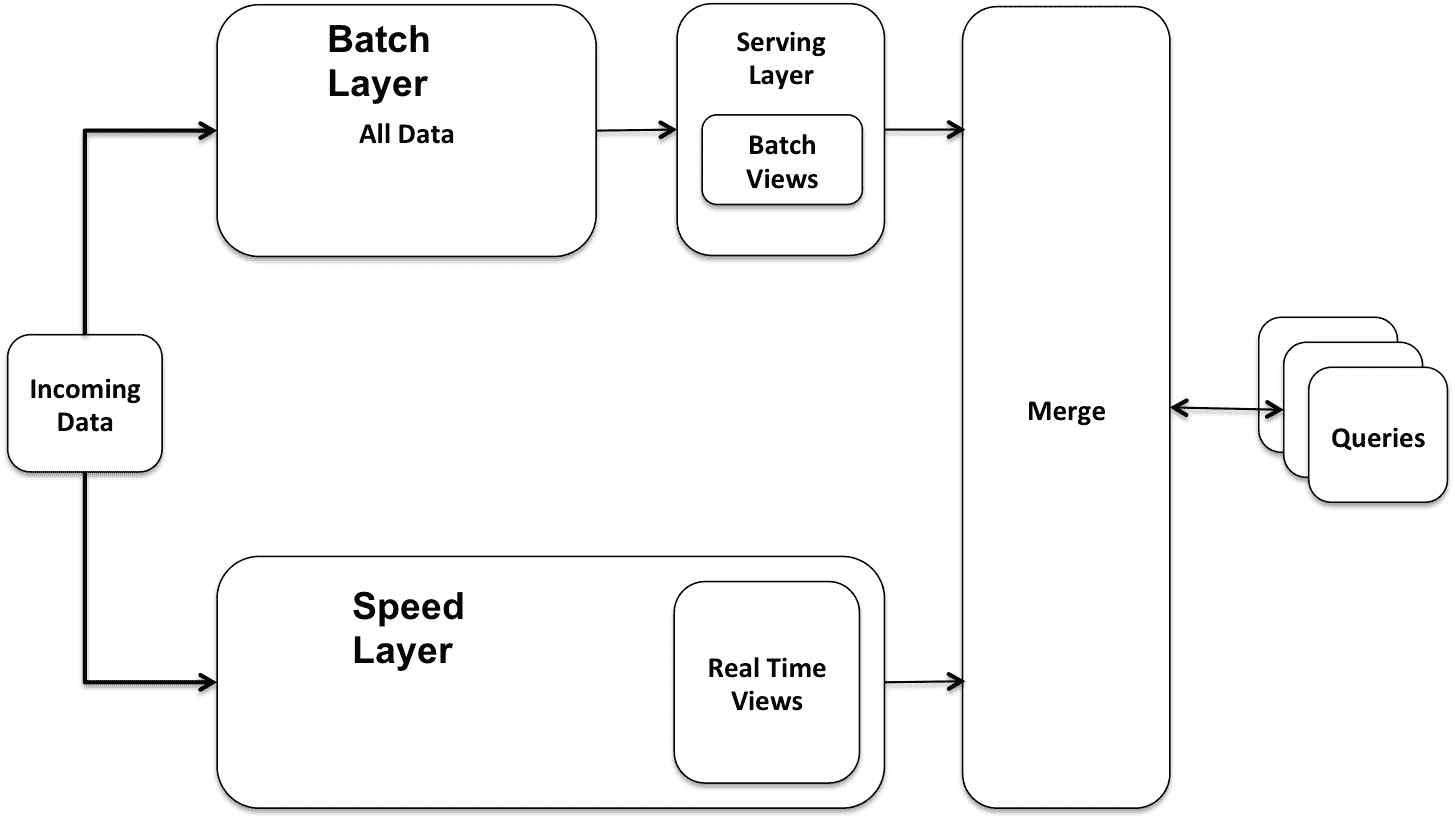 Batch
Layer
All Data
Serving
Layer
Batch
Views
Incoming
Data
Merge
Queries
Speed
Layer
Real Time
Views